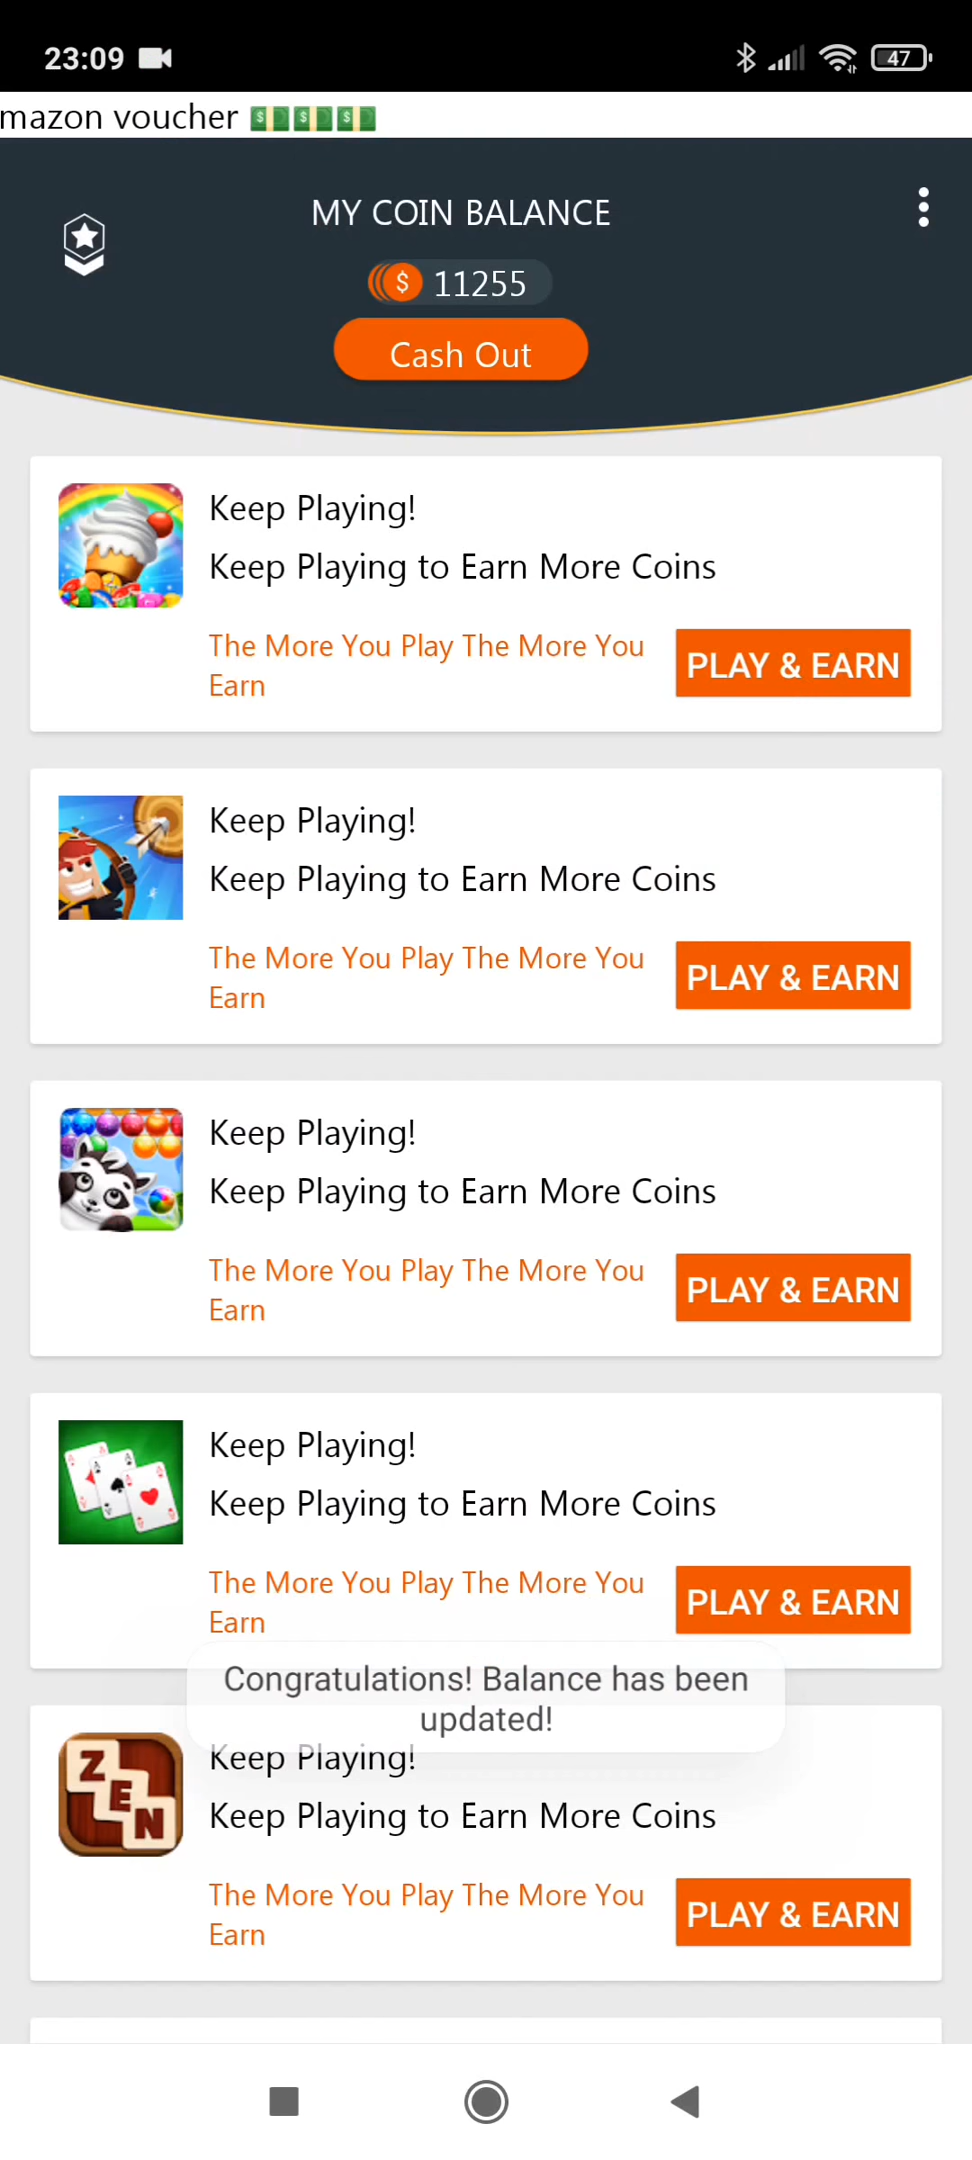 23:09
47
mazon voucher 💵💵💵
MY COIN BALANCE
$ 11255
Cash Out
Keep Playing!
Keep Playing to Earn More Coins
The More You Play The More You
Earn
PLAY & EARN
Keep Playing!
Keep Playing to Earn More Coins
The More You Play The More You
Earn
PLAY & EARN
Keep Playing!
Keep Playing to Earn More Coins
The More You Play The More You
Earn
PLAY & EARN
Keep Playing!
Keep Playing to Earn More Coins
The More You Play The More You
Earn
PLAY & EARN
Congratulations! Balance has been
updated!
ZEN
Keep Playing!
Keep Playing to Earn More Coins
The More You Play The More You
Earn
PLAY & EARN